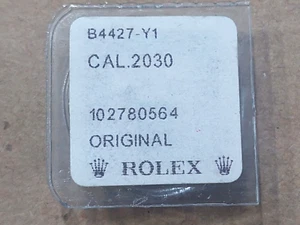 B4427-Y1
CAL.2030
102780564
ORIGINAL
ROLEX